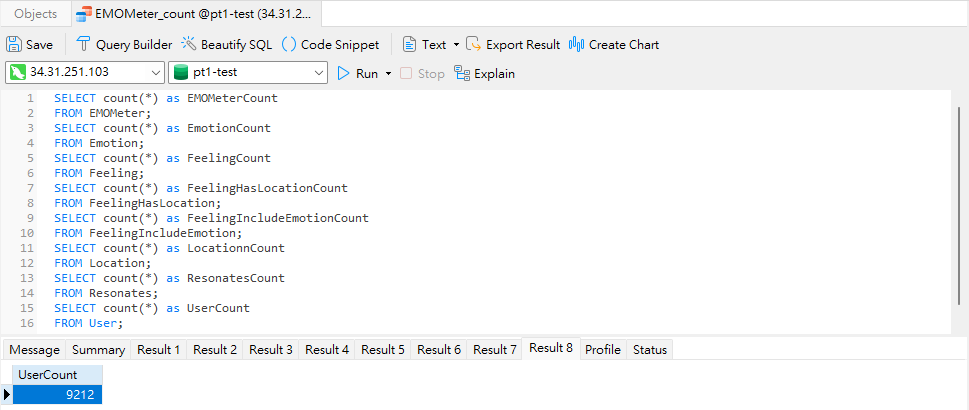 Objects EMOMeter_count @pt1-test (34.31.2...
Save Query Builder Beautify SQL () Code Snippet Text Export Result Create Chart
34.31.251.103 pt1-test Run Stop Explain
1 SELECT count(*) as EMOMeterCount
2 FROM EMOMeter;
3 SELECT count(*) as EmotionCount
4 FROM Emotion;
5 SELECT count(*) as FeelingCount
6 FROM Feeling;
7 SELECT count(*) as FeelingHasLocationCount
8 FROM FeelingHasLocation;
9 SELECT count(*) as FeelingIncludeEmotionCount
10 FROM FeelingIncludeEmotion;
11 SELECT count(*) as LocationnCount
12 FROM Location;
13 SELECT count(*) as ResonatesCount
14 FROM Resonates;
15 SELECT count(*) as UserCount
16 FROM User;
Message Summary Result 1 Result 2 Result 3 Result 4 Result 5 Result 6 Result 7 Result 8 Profile Status
UserCount
9212